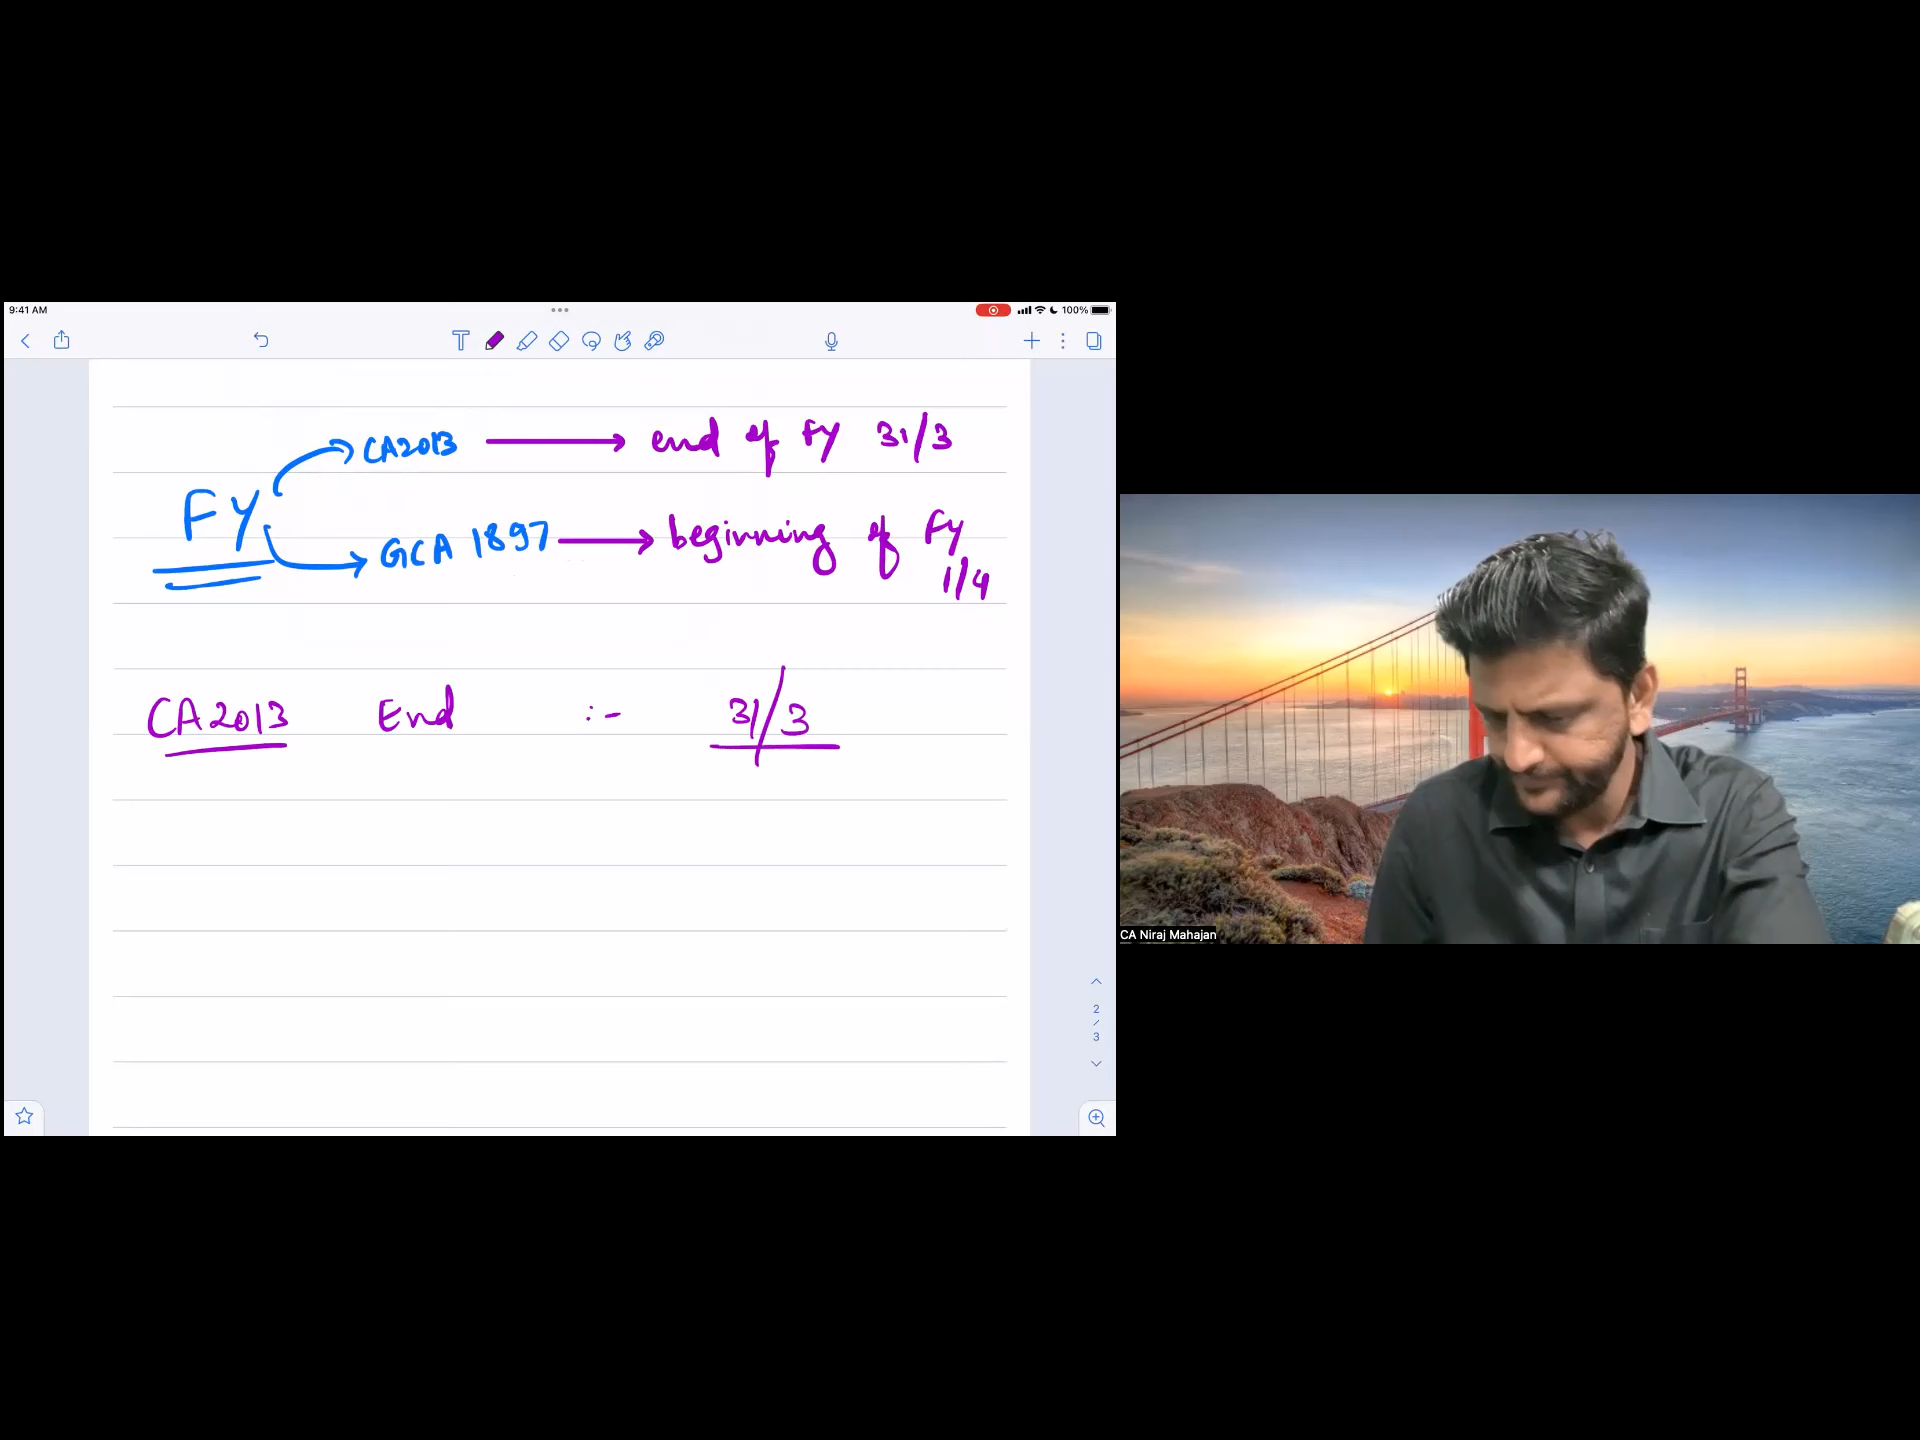 9:41 AM
100%
CA2013 → end of FY 31/3
FY
GCA 1897 → beginning of FY
1/4
CA2013 End :- 31/3
CA Niraj Mahajan
2
/
3